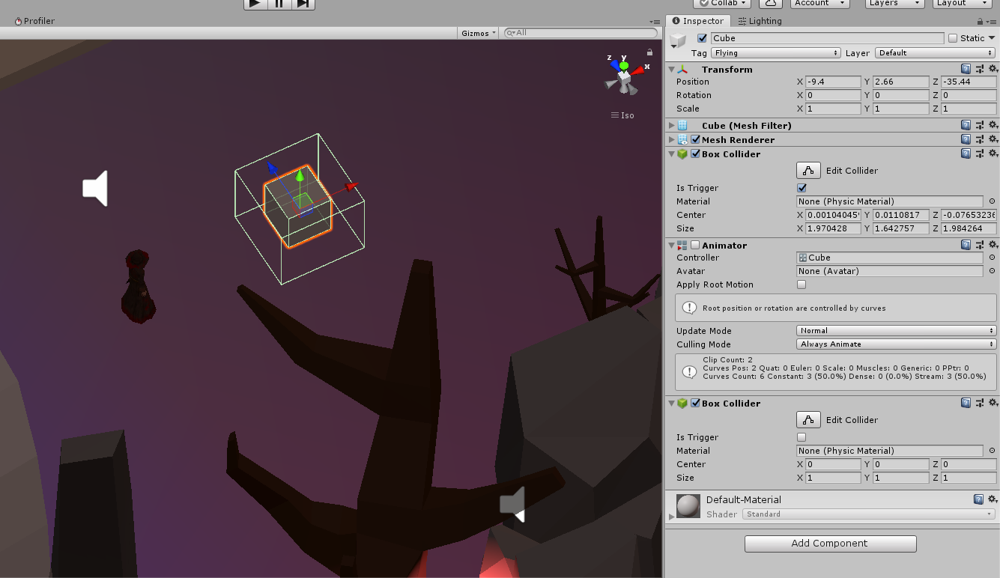 Collab Account Layers Layout
Profiler
Inspector Lighting
Gizmos All
Cube Static
Tag Flying Layer Default
Transform
Position X -9.4 Y 2.66 Z -35.44
Rotation X 0 Y 0 Z 0
Scale X 1 Y 1 Z 1
z y x
Iso
Cube (Mesh Filter)
Mesh Renderer
Box Collider
Edit Collider
Is Trigger
Material None (Physic Material)
Center X 0.00104045 Y 0.0110817 Z -0.0765323
Size X 1.970428 Y 1.642757 Z 1.984264
Animator
Controller Cube
Avatar None (Avatar)
Apply Root Motion
Root position or rotation are controlled by curves
Update Mode Normal
Culling Mode Always Animate
Clip Count: 2
Curves Pos: 2 Quat: 0 Euler: 0 Scale: 0 Muscles: 0 Generic: 0 PPtr: 0
Curves Count: 6 Constant: 3 (50.0%) Dense: 0 (0.0%) Stream: 3 (50.0%)
Box Collider
Edit Collider
Is Trigger
Material None (Physic Material)
Center X 0 Y 0 Z 0
Size X 1 Y 1 Z 1
Default-Material
Shader Standard
Add Component